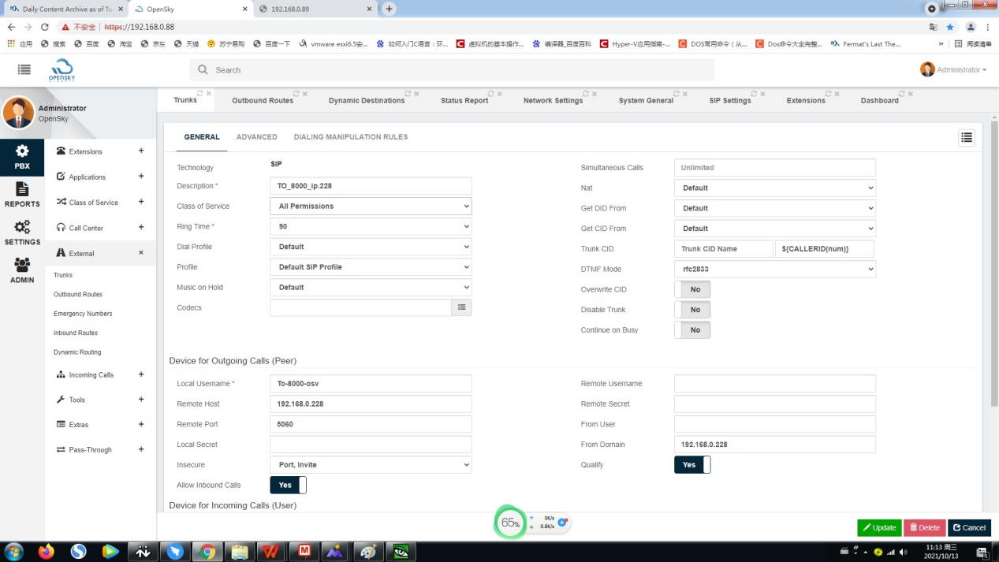 Daily Content Archive as of Tu
OpenSky
192.168.0.89
不安全 https://192.168.0.88
应用 搜索 百度 淘宝 京东 天猫 苏宁易购 百度一下 vmware esxi6.5安... 如何入门C语言：环... 虚拟机的基本操作... 编译器_百度百科 Hyper-V应用指南-... DOS常用命令（从... Dos命令大全完整... Fermat's Last The... » 阅读清单
OPENSKY
Search
Administrator
Administrator
OpenSky
Trunks Outbound Routes Dynamic Destinations Status Report Network Settings System General SIP Settings Extensions Dashboard
PBX
REPORTS
SETTINGS
ADMIN
Extensions +
Applications +
Class of Service +
Call Center +
External ×
Trunks
Outbound Routes
Emergency Numbers
Inbound Routes
Dynamic Routing
Incoming Calls +
Tools +
Extras +
Pass-Through +
GENERAL ADVANCED DIALING MANIPULATION RULES
Technology SIP
Description * TO_8000_ip.228
Class of Service All Permissions
Ring Time * 90
Dial Profile Default
Profile Default SIP Profile
Music on Hold Default
Codecs
Simultaneous Calls Unlimited
Nat Default
Get DID From Default
Get CID From Default
Trunk CID Trunk CID Name ${CALLERID(num)}
DTMF Mode rfc2833
Overwrite CID No
Disable Trunk No
Continue on Busy No
Device for Outgoing Calls (Peer)
Local Username * To-8000-osv
Remote Host 192.168.0.228
Remote Port 5060
Local Secret
Insecure Port, Invite
Allow Inbound Calls Yes
Remote Username
Remote Secret
From User
From Domain 192.168.0.228
Qualify Yes
Device for Incoming Calls (User)
65%
0K/s
0.8K/s
Update Delete Cancel
11:13 周三
2021/10/13